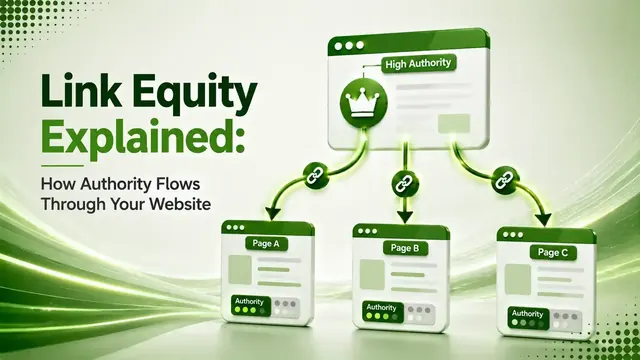 Link Equity
Explained:
How Authority Flows
Through Your Website
High Authority
Page A
Authority
Page B
Authority
Page C
Authority